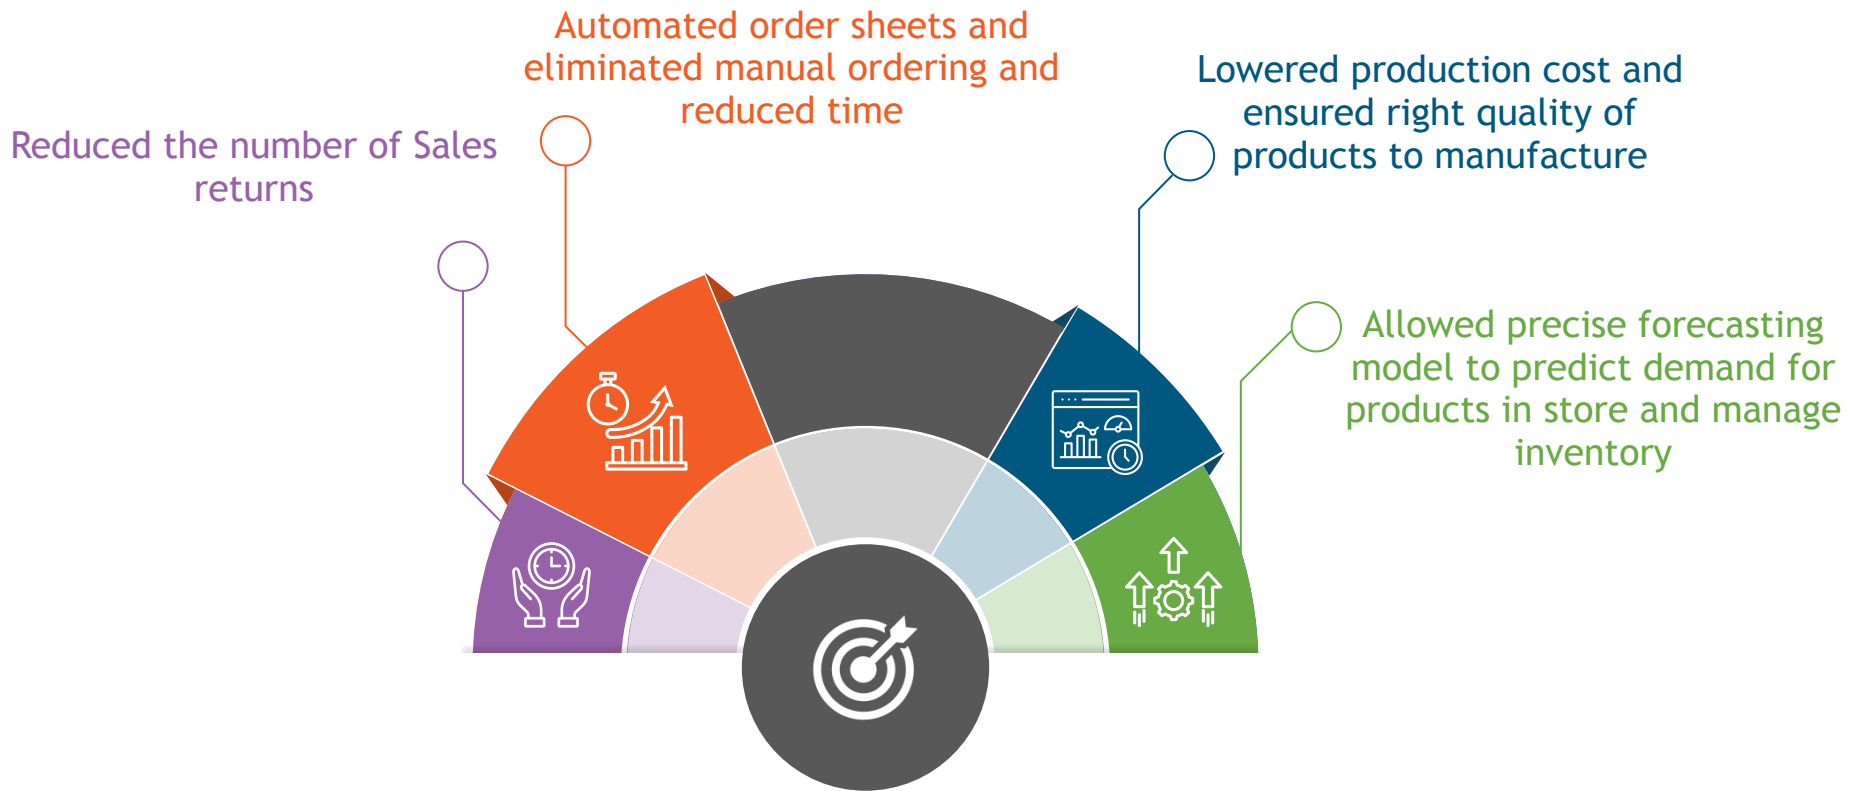 Automated order sheets and
eliminated manual ordering and
reduced time
Lowered production cost and
ensured right quality of
products to manufacture
Reduced the number of Sales
returns
Allowed precise forecasting
model to predict demand for
products in store and manage
inventory